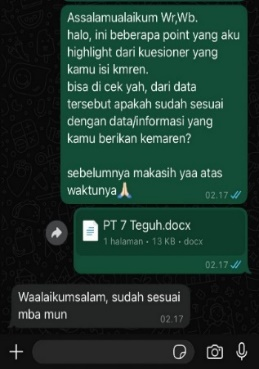 Assalamualaikum Wr,Wb.
halo, ini beberapa point yang aku
highlight dari kuesioner yang
kamu isi kmren.
bisa di cek yah, dari data
tersebut apakah sudah sesuai
dengan data/informasi yang
kamu berikan kemaren?
sebelumnya makasih yaa atas
waktunya🙏🏻
02.17
PT 7 Teguh.docx
1 halaman • 13 KB • docx
02.17
Waalaikumsalam, sudah sesuai
mba mun
02.17